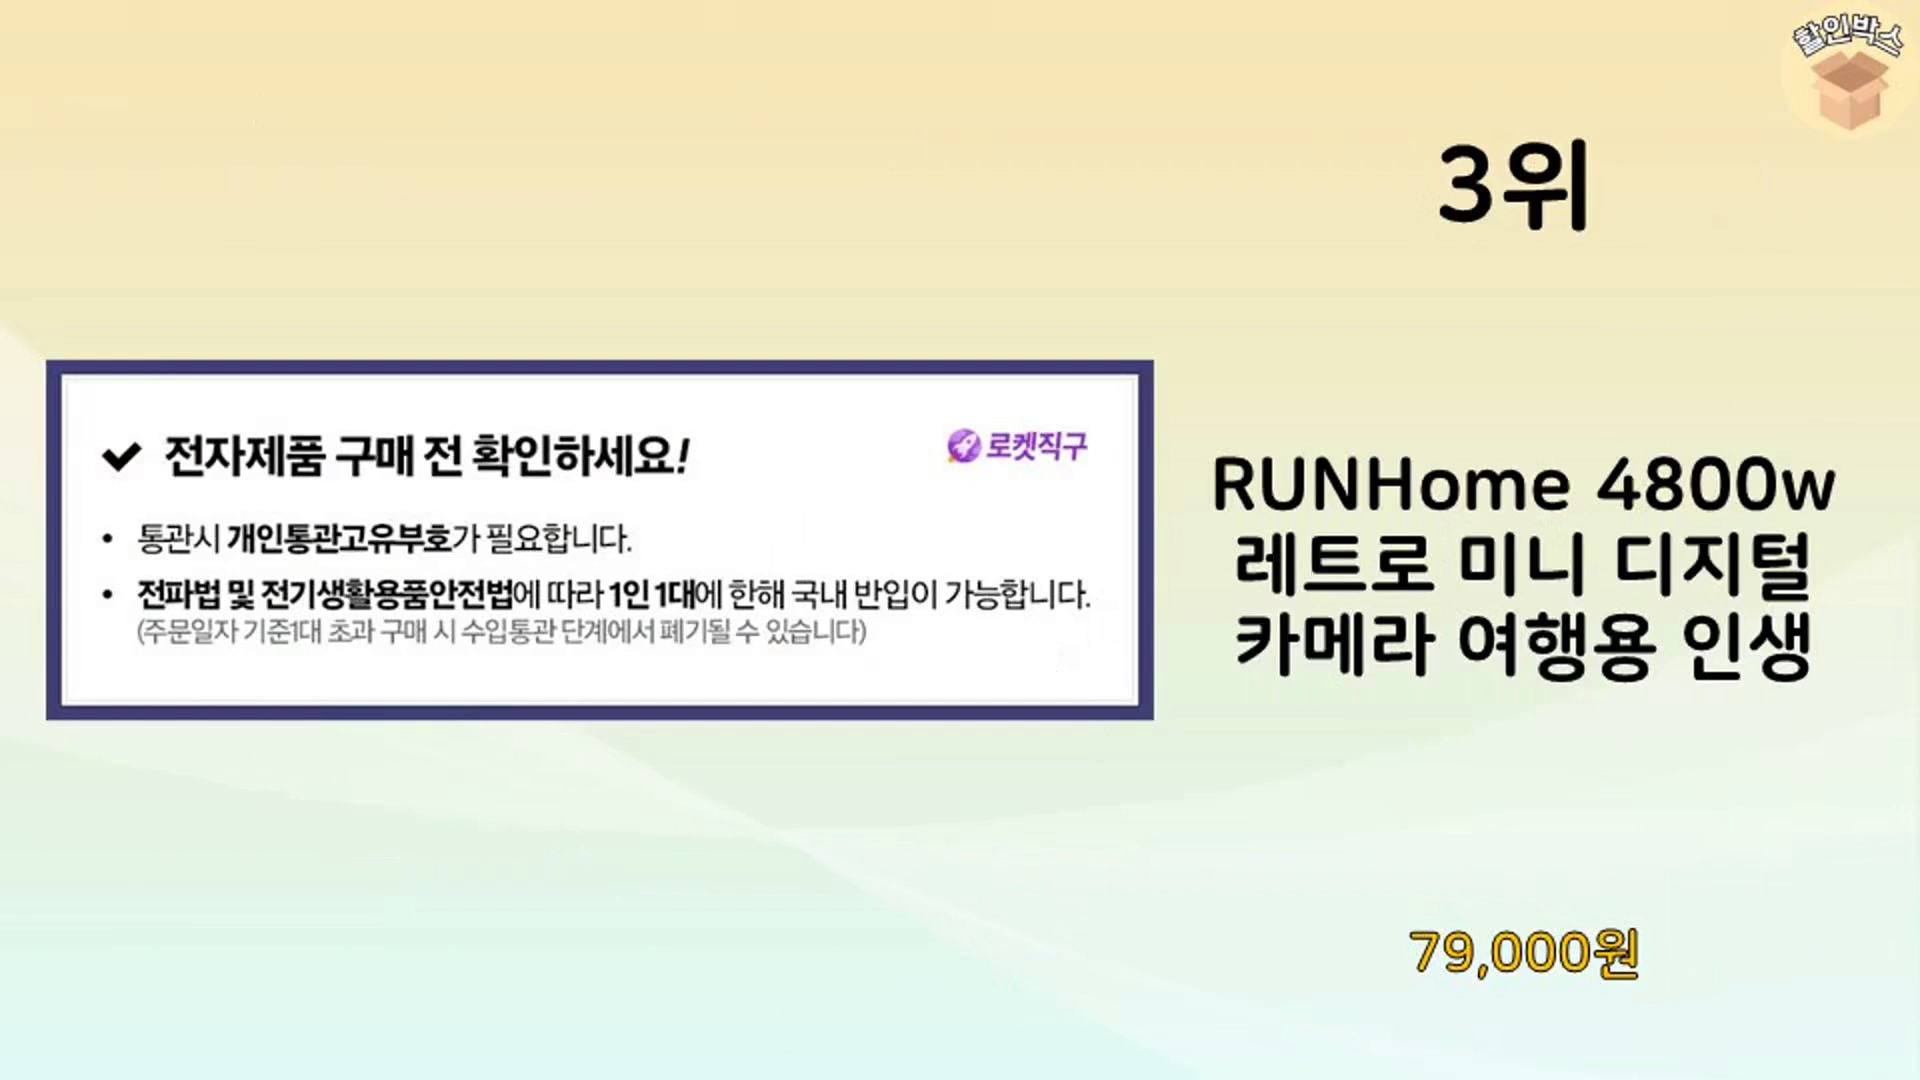 할인박스
3위
전자제품 구매 전 확인하세요!
로켓직구
• 통관시 개인통관고유부호가 필요합니다.
• 전파법 및 전기생활용품안전법에 따라 1인 1대에 한해 국내 반입이 가능합니다.
(주문일자 기준1대 초과 구매 시 수입통관 단계에서 폐기될 수 있습니다)
RUNHome 4800w
레트로 미니 디지털
카메라 여행용 인생
79,000원